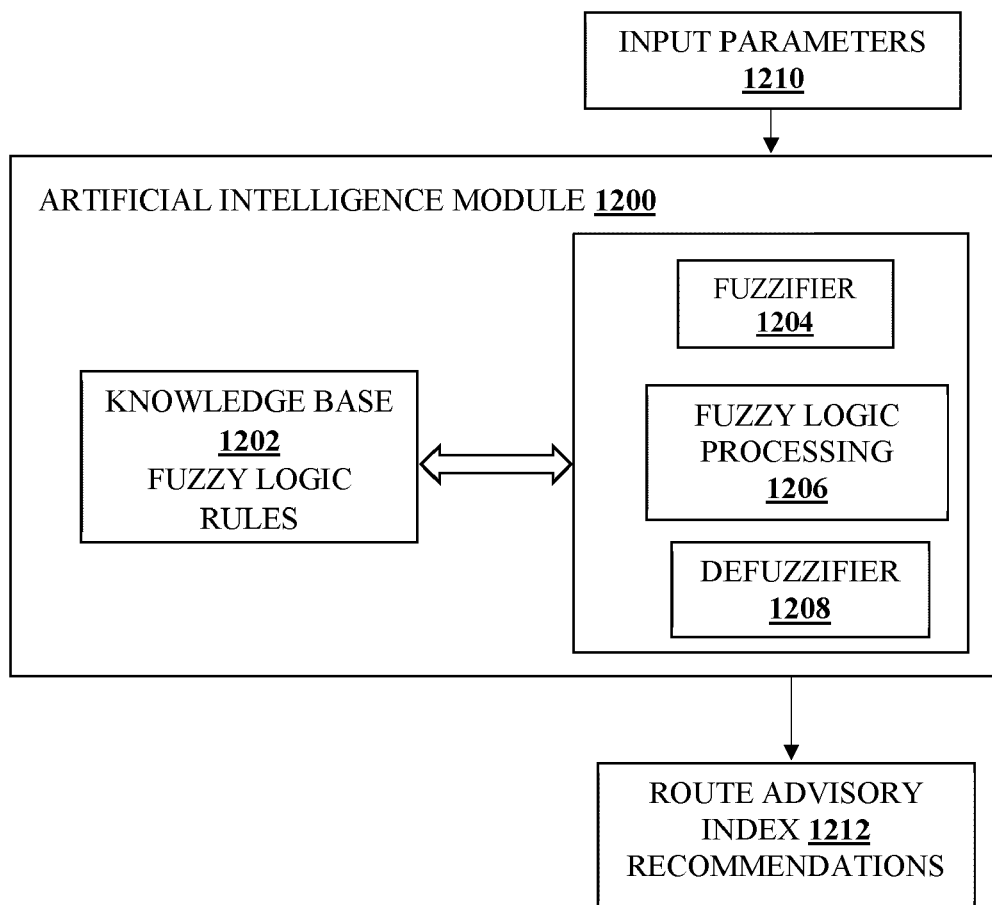 INPUT PARAMETERS
1210
ARTIFICIAL INTELLIGENCE MODULE 1200
FUZZIFIER
1204
KNOWLEDGE BASE
1202
FUZZY LOGIC
RULES
FUZZY LOGIC
PROCESSING
1206
DEFUZZIFIER
1208
ROUTE ADVISORY
INDEX 1212
RECOMMENDATIONS